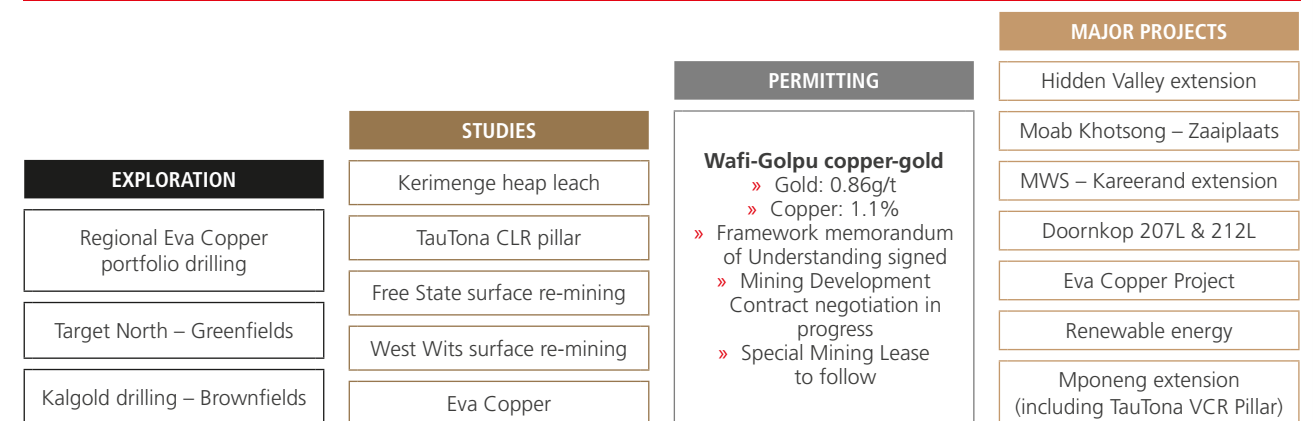 EXPLORATION
Regional Eva Copper
portfolio drilling
Target North – Greenfields
Kalgold drilling – Brownfields
STUDIES
Kerimenge heap leach
TauTona CLR pillar
Free State surface re-mining
West Wits surface re-mining
Eva Copper
PERMITTING
Wafi-Golpu copper-gold
» Gold: 0.86g/t
» Copper: 1.1%
» Framework memorandum
of Understanding signed
» Mining Development
Contract negotiation in
progress
» Special Mining Lease
to follow
MAJOR PROJECTS
Hidden Valley extension
Moab Khotsong – Zaaiplaats
MWS – Kareerand extension
Doornkop 207L & 212L
Eva Copper Project
Renewable energy
Mponeng extension
(including TauTona VCR Pillar)